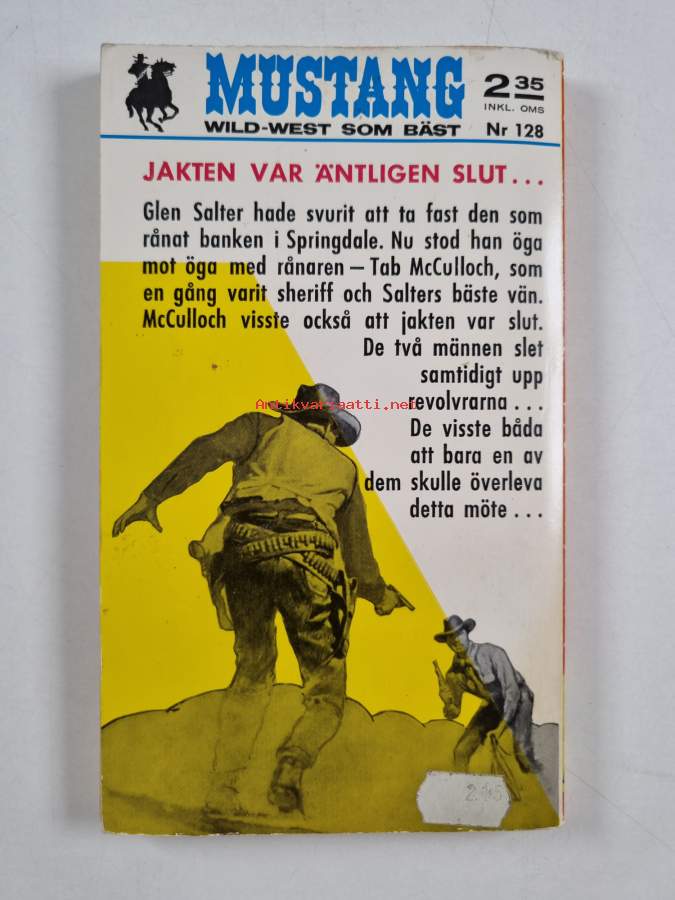 MUSTANG
WILD-WEST SOM BÄST
2 35
INKL. OMS
Nr 128
JAKTEN VAR ÄNTLIGEN SLUT...
Glen Salter hade svurit att ta fast den som
rånat banken i Springdale. Nu stod han öga
mot öga med rånaren – Tab McCulloch, som
en gång varit sheriff och Salters bäste vän.
McCulloch visste också att jakten var slut.
De två männen slet
samtidigt upp
revolvrarna...
De visste båda
att bara en av
dem skulle överleva
detta möte...
Antikvariaatti.net